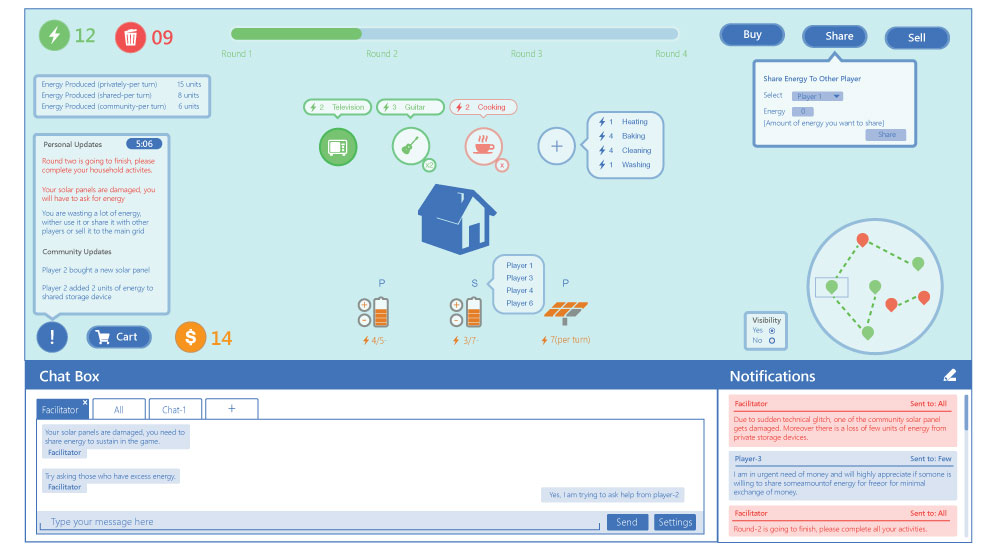 12
09
Round 1
Round 2
Round 3
Round 4
Buy
Share
Sell
Energy Produced (privately-per turn) 15 units
Energy Produced (shared-per turn) 8 units
Energy Produced (community-per turn) 6 units
Share Energy To Other Player
Select Player 1
Energy 0
[Amount of energy you want to share]
Share
2 Television
3 Guitar
2 Cooking
x2
x
+
1 Heating
4 Baking
4 Cleaning
1 Washing
Personal Updates 5:06
Round two is going to finish, please
complete your household activites.
Your solar panels are damaged, you
will have to ask for energy
You are wasting a lot of energy,
wither use it or share it with other
players or sell it to the main grid
Community Updates
Player 2 bought a new solar panel
Player 2 added 2 units of energy to
shared storage device
!
Cart
$ 14
P
S
P
Player 1
Player 3
Player 4
Player 6
+
−
+
−
4/5-
3/7-
7(per turn)
Visibility
Yes
No
Chat Box
Facilitator x
All
Chat-1
+
Your solar panels are damaged, you need to
share energy to sustain in the game.
Facilitator
Try asking those who have excess energy.
Facilitator
Yes, I am trying to ask help from player-2
Type your message here
Send
Settings
Notifications
Facilitator Sent to: All
Due to sudden technical glitch, one of the community solar panel
gets damaged. Moreover there is a loss of few units of energy from
private storage devices.
Player-3 Sent to: Few
I am in urgent need of money and will highly appreciate if somone is
willing to share someamountof energy for freeor for minimal
exchange of money.
Facilitator Sent to: All
Round-2 is going to finish, please complete all your activities.